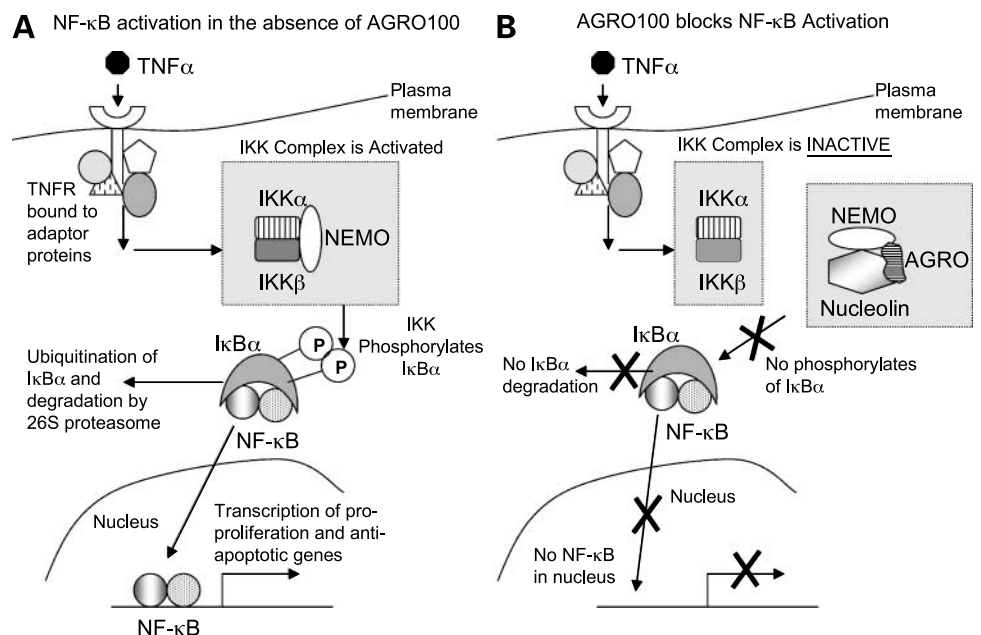 A
NF-κB activation in the absence of AGRO100
TNFα
Plasma
membrane
IKK Complex is Activated
TNFR
bound to
adaptor
proteins
IKKα
NEMO
IKKβ
IκBα
P
P
IKK
Phosphorylates
IκBα
Ubiquitination of
IκBα and
degradation by
26S proteasome
NF-κB
Nucleus
Transcription of pro-
proliferation and anti-
apoptotic genes
NF-κB
B
AGRO100 blocks NF-κB Activation
TNFα
Plasma
membrane
IKK Complex is INACTIVE
IKKα
IKKβ
NEMO
AGRO
Nucleolin
IκBα
No IκBα
degradation
No phosphorylates
of IκBα
NF-κB
Nucleus
No NF-κB
in nucleus